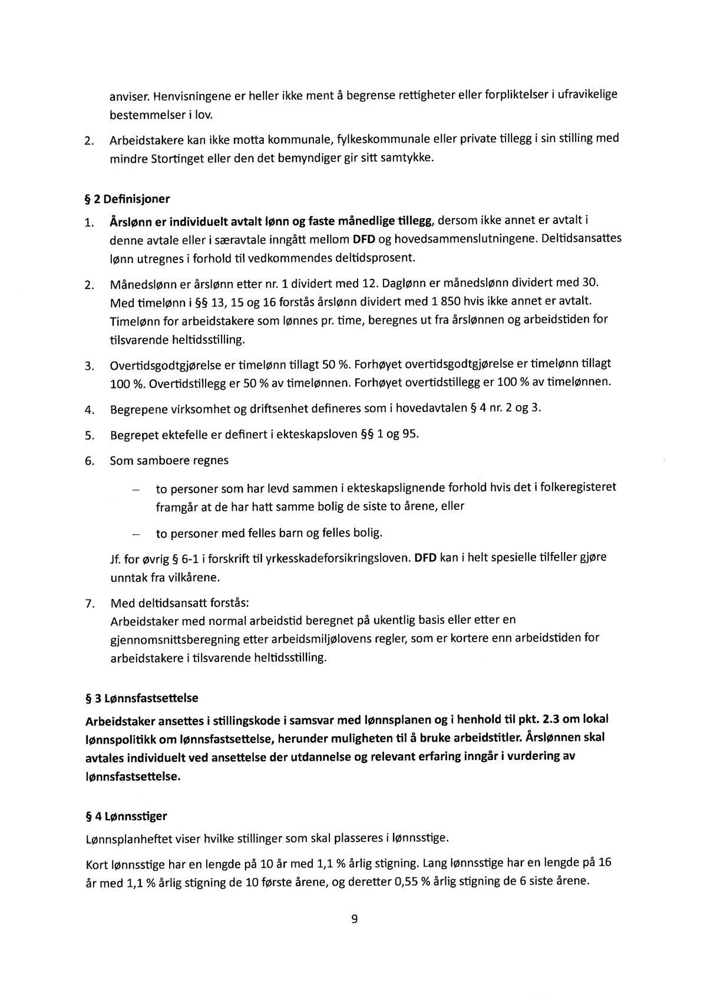 anviser. Henvisningene er heller ikke ment å begrense rettigheter eller forpliktelser i ufravikelige
bestemmelser i lov.
2. Arbeidstakere kan ikke motta kommunale, fylkeskommunale eller private tillegg i sin stilling med
mindre Stortinget eller den det bemyndiger gir sitt samtykke.
§ 2 Definisjoner
1. Årslønn er individuelt avtalt lønn og faste månedlige tillegg, dersom ikke annet er avtalt i
denne avtale eller i særavtale inngått mellom DFD og hovedsammenslutningene. Deltidsansattes
lønn utregnes i forhold til vedkommendes deltidsprosent.
2. Månedslønn er årslønn etter nr. 1 dividert med 12. Daglønn er månedslønn dividert med 30.
Med timelønn i §§ 13, 15 og 16 forstås årslønn dividert med 1 850 hvis ikke annet er avtalt.
Timelønn for arbeidstakere som lønnes pr. time, beregnes ut fra årslønnen og arbeidstiden for
tilsvarende heltidsstilling.
3. Overtidsgodtgjørelse er timelønn tillagt 50 %. Forhøyet overtidsgodtgjørelse er timelønn tillagt
100 %. Overtidstillegg er 50 % av timelønnen. Forhøyet overtidstillegg er 100 % av timelønnen.
4. Begrepene virksomhet og driftsenhet defineres som i hovedavtalen § 4 nr. 2 og 3.
5. Begrepet ektefelle er definert i ekteskapsloven §§ 1 og 95.
6. Som samboere regnes
– to personer som har levd sammen i ekteskapslignende forhold hvis det i folkeregisteret
framgår at de har hatt samme bolig de siste to årene, eller
– to personer med felles barn og felles bolig.
Jf. for øvrig § 6-1 i forskrift til yrkesskadeforsikringsloven. DFD kan i helt spesielle tilfeller gjøre
unntak fra vilkårene.
7. Med deltidsansatt forstås:
Arbeidstaker med normal arbeidstid beregnet på ukentlig basis eller etter en
gjennomsnittsberegning etter arbeidsmiljølovens regler, som er kortere enn arbeidstiden for
arbeidstakere i tilsvarende heltidsstilling.
§ 3 Lønnsfastsettelse
Arbeidstaker ansettes i stillingskode i samsvar med lønnsplanen og i henhold til pkt. 2.3 om lokal
lønnspolitikk om lønnsfastsettelse, herunder muligheten til å bruke arbeidstitler. Årslønnen skal
avtales individuelt ved ansettelse der utdannelse og relevant erfaring inngår i vurdering av
lønnsfastsettelse.
§ 4 Lønnsstiger
Lønnsplanheftet viser hvilke stillinger som skal plasseres i lønnsstige.
Kort lønnsstige har en lengde på 10 år med 1,1 % årlig stigning. Lang lønnsstige har en lengde på 16
år med 1,1 % årlig stigning de 10 første årene, og deretter 0,55 % årlig stigning de 6 siste årene.
9